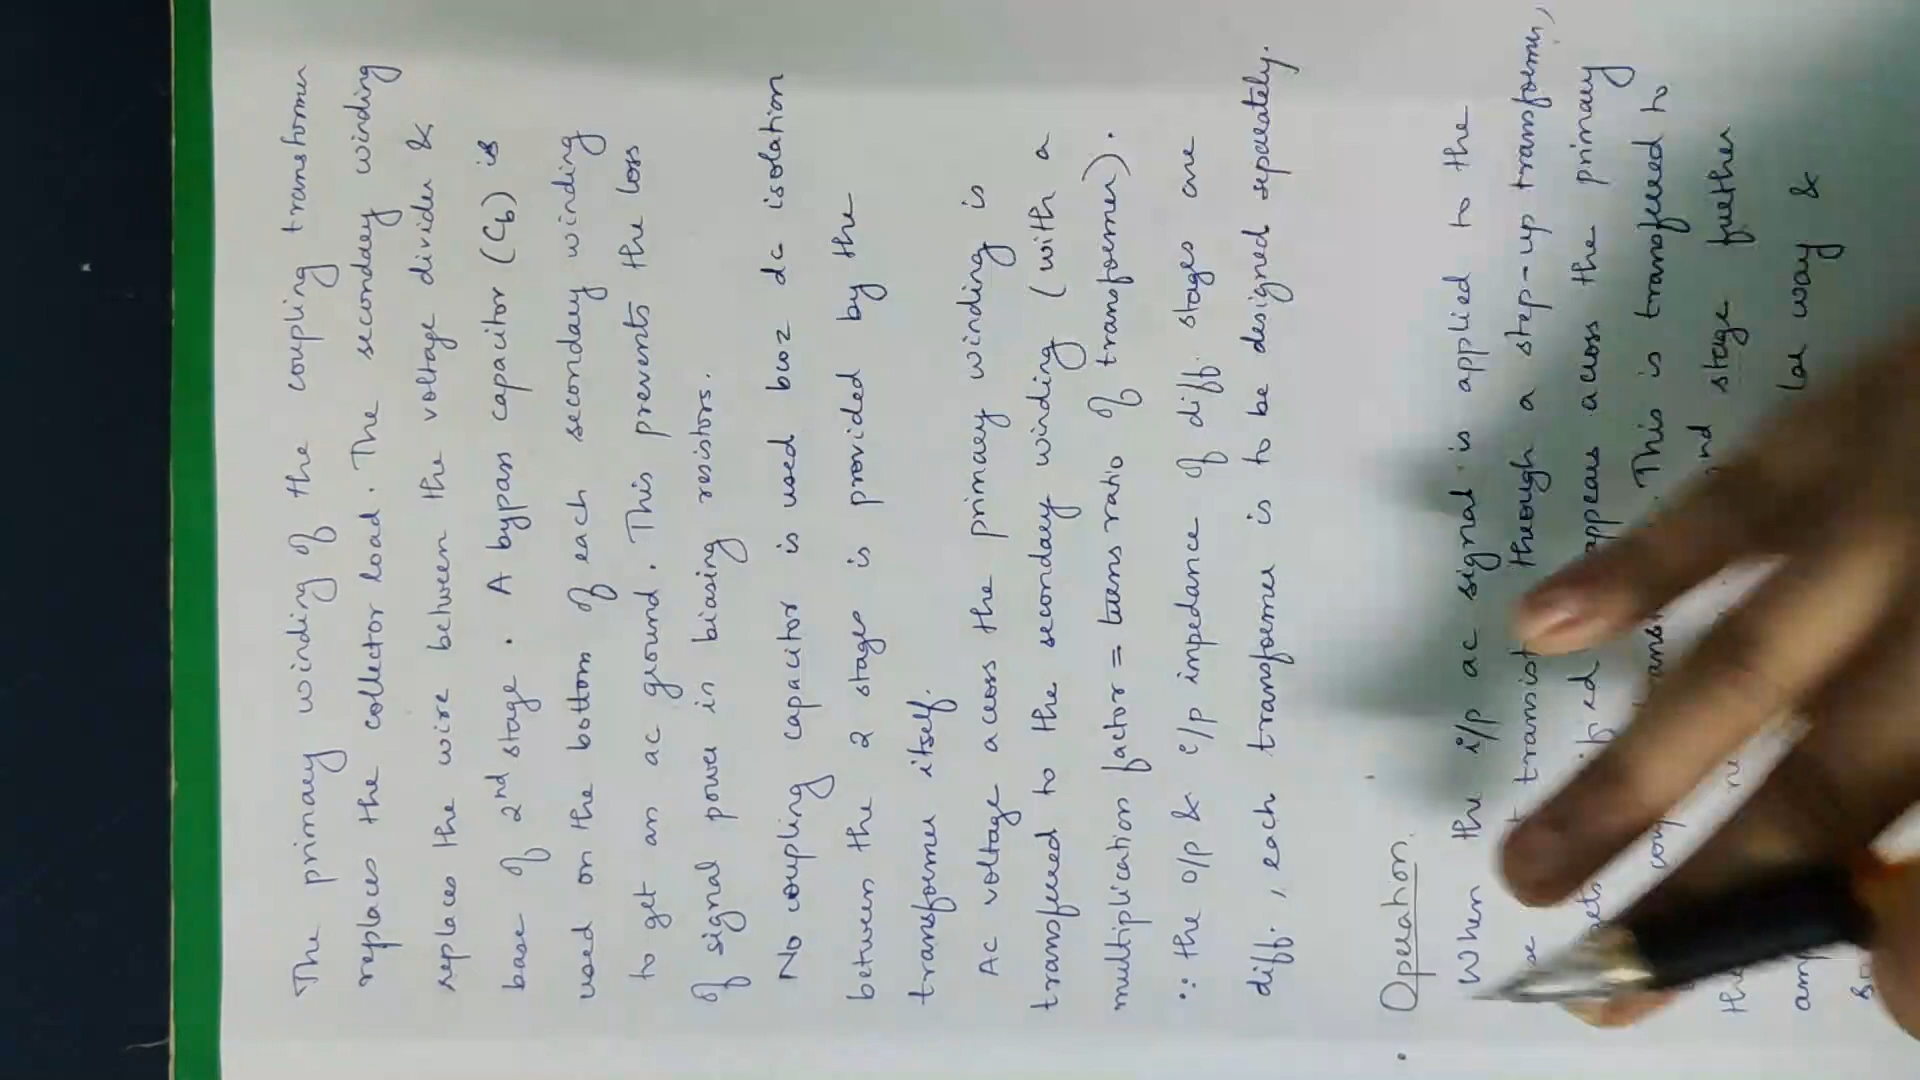 The primary winding of the coupling transformer
replaces the collector load. The secondary winding
replaces the wire between the voltage divider &
base of 2nd stage. A bypass capacitor (Cb) is
used on the bottom of each secondary winding
to get an ac ground. This prevents the loss
of signal power in biasing resistors.
No coupling capacitor is used bcoz dc isolation
between the 2 stages is provided by the
transformer itself.
Ac voltage across the primary winding is
transferred to the secondary winding (with a
multiplication factor = turns ratio of transformer).
∵ the o/p & i/p impedance of diff. stages are
diff., each transformer is to be designed separately.
• Operation.
When the i/p ac signal is applied to the
through a step-up transformer,
appears across the primary
This is transferred to
stage further
way &